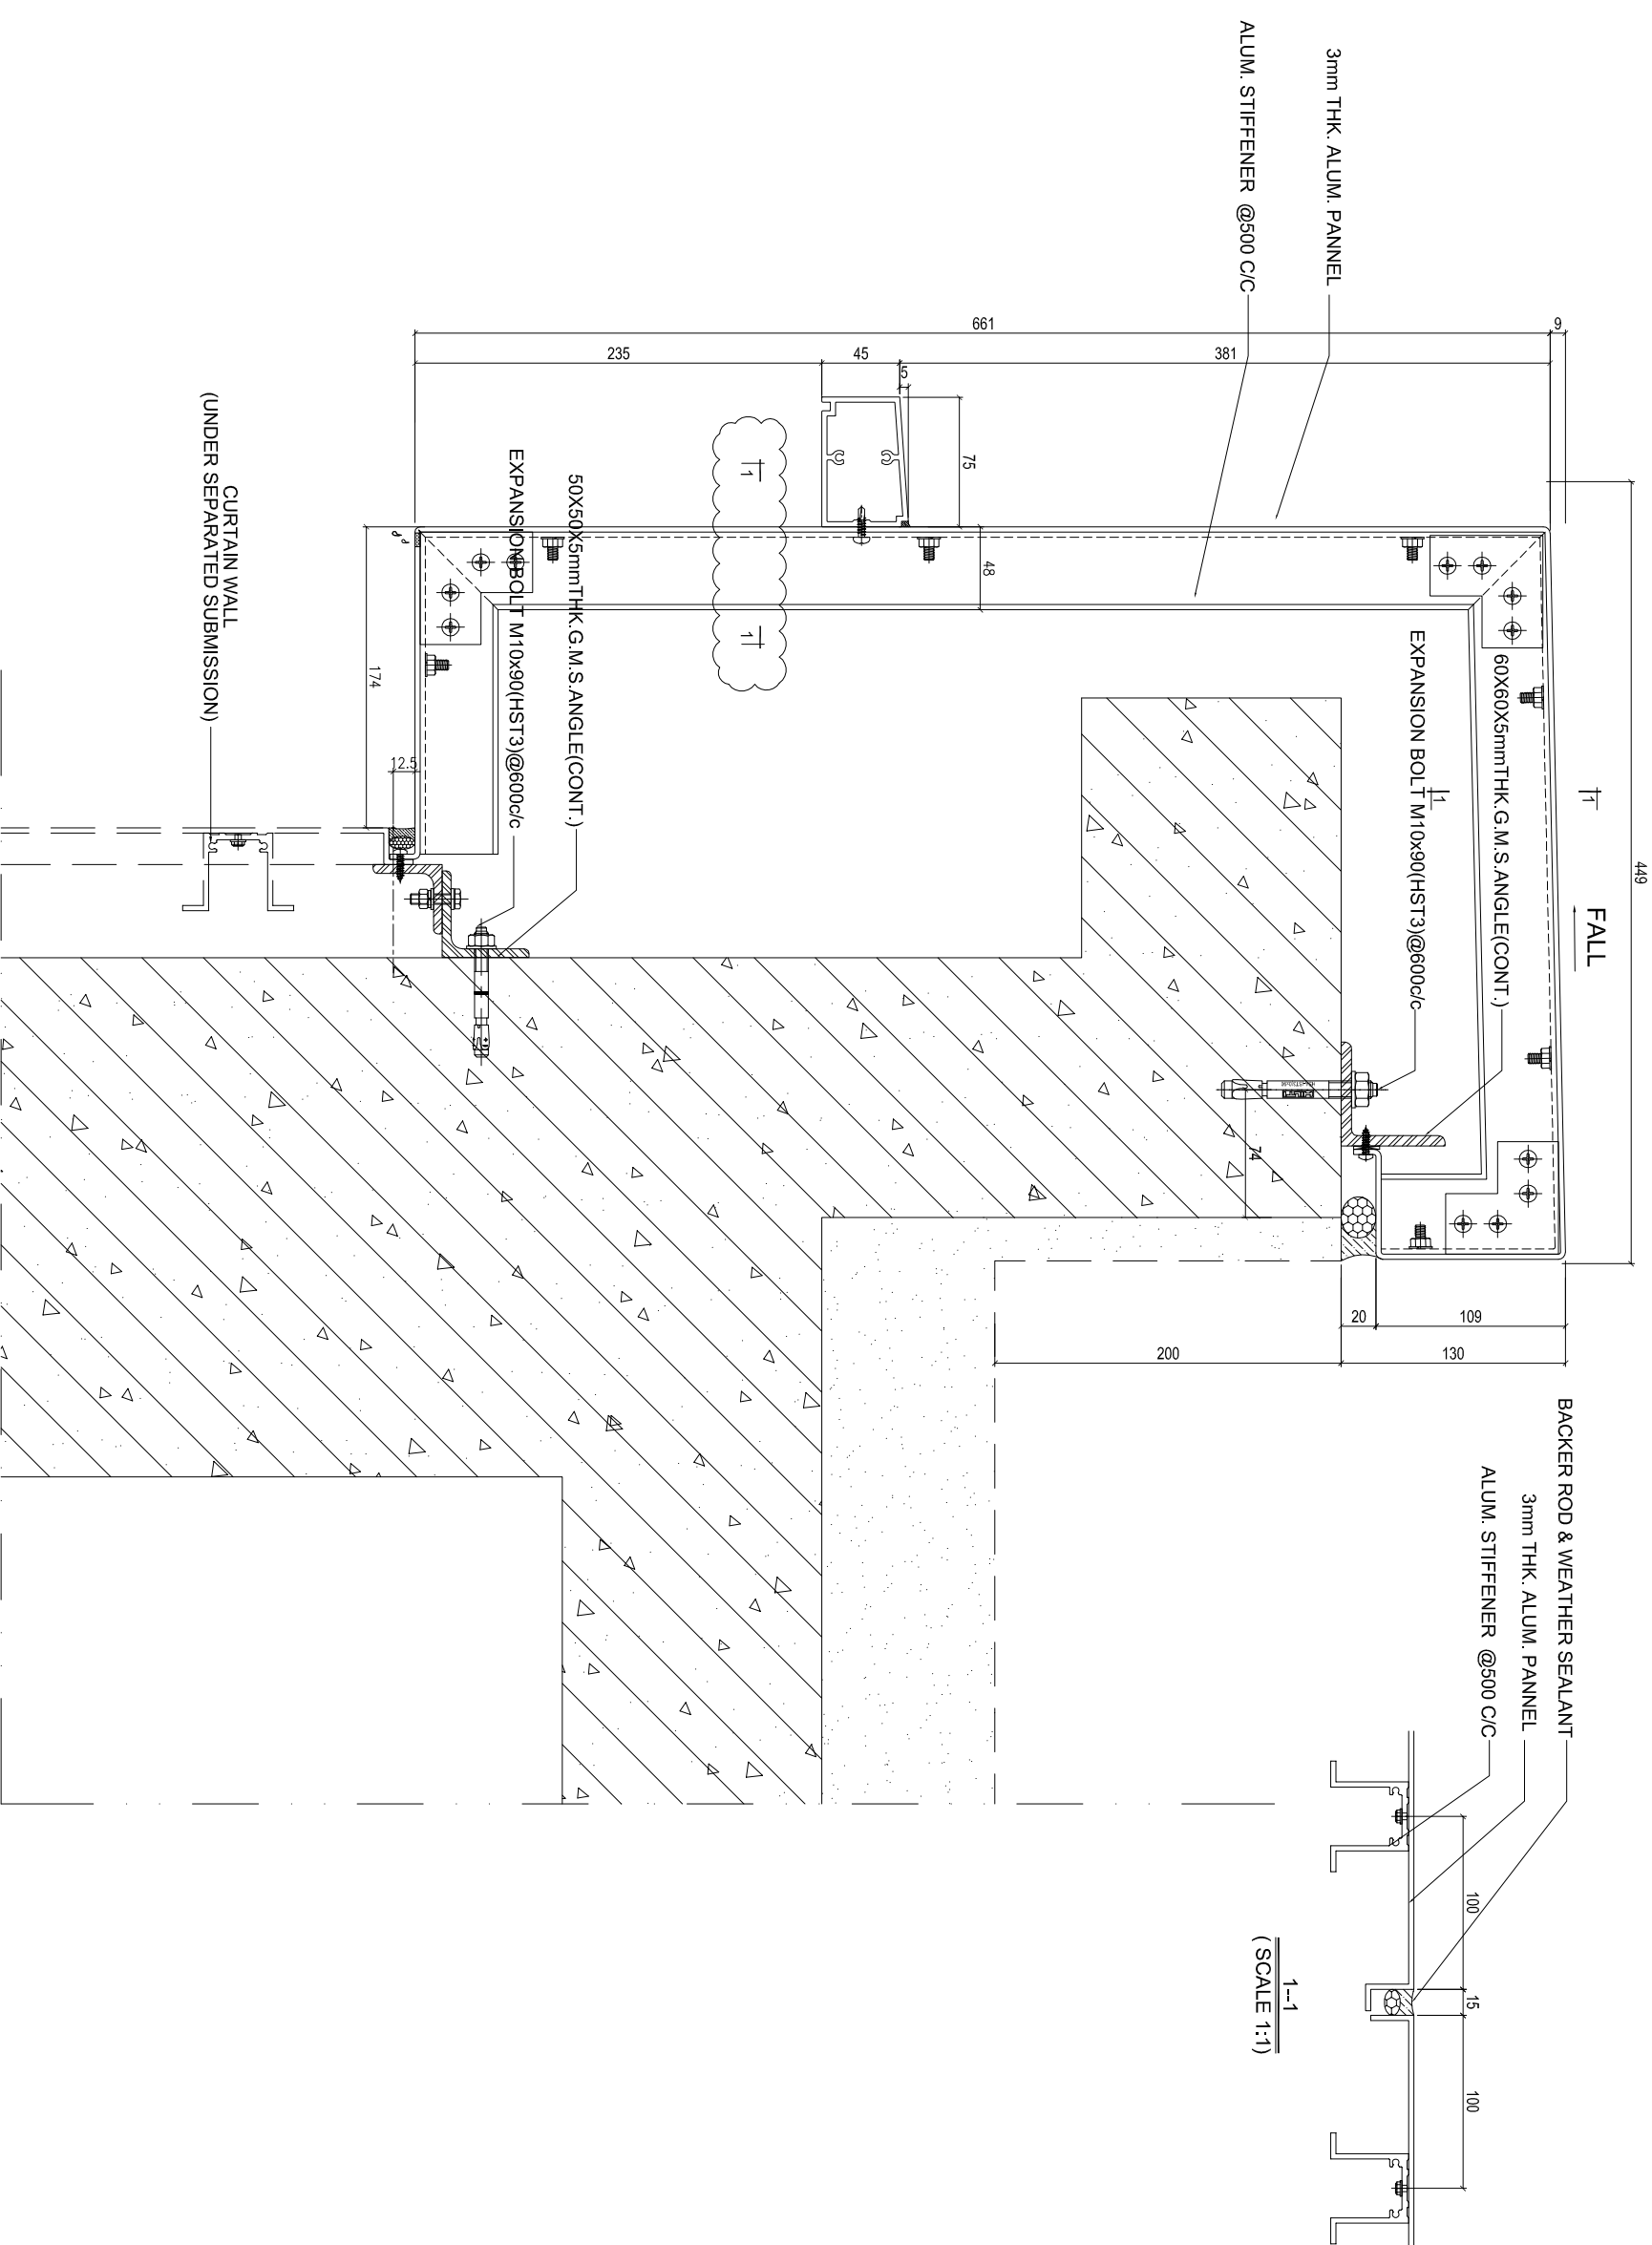 3mm THK. ALUM. PANNEL
ALUM. STIFFENER @500 C/C
661
9
235
45
381
5
75
48
1
1
50X50X5mmTHK.G.M.S.ANGLE(CONT.)
EXPANSION BOLT M10x90(HST3)@600c/c
CURTAIN WALL
(UNDER SEPARATED SUBMISSION)
174
12.5
FALL
449
1
1
60X60X5mmTHK.G.M.S.ANGLE(CONT.)
EXPANSION BOLT M10x90(HST3)@600c/c
74
20
109
200
130
BACKER ROD & WEATHER SEALANT
3mm THK. ALUM. PANNEL
ALUM. STIFFENER @500 C/C
100
15
100
1--1
( SCALE 1:1)